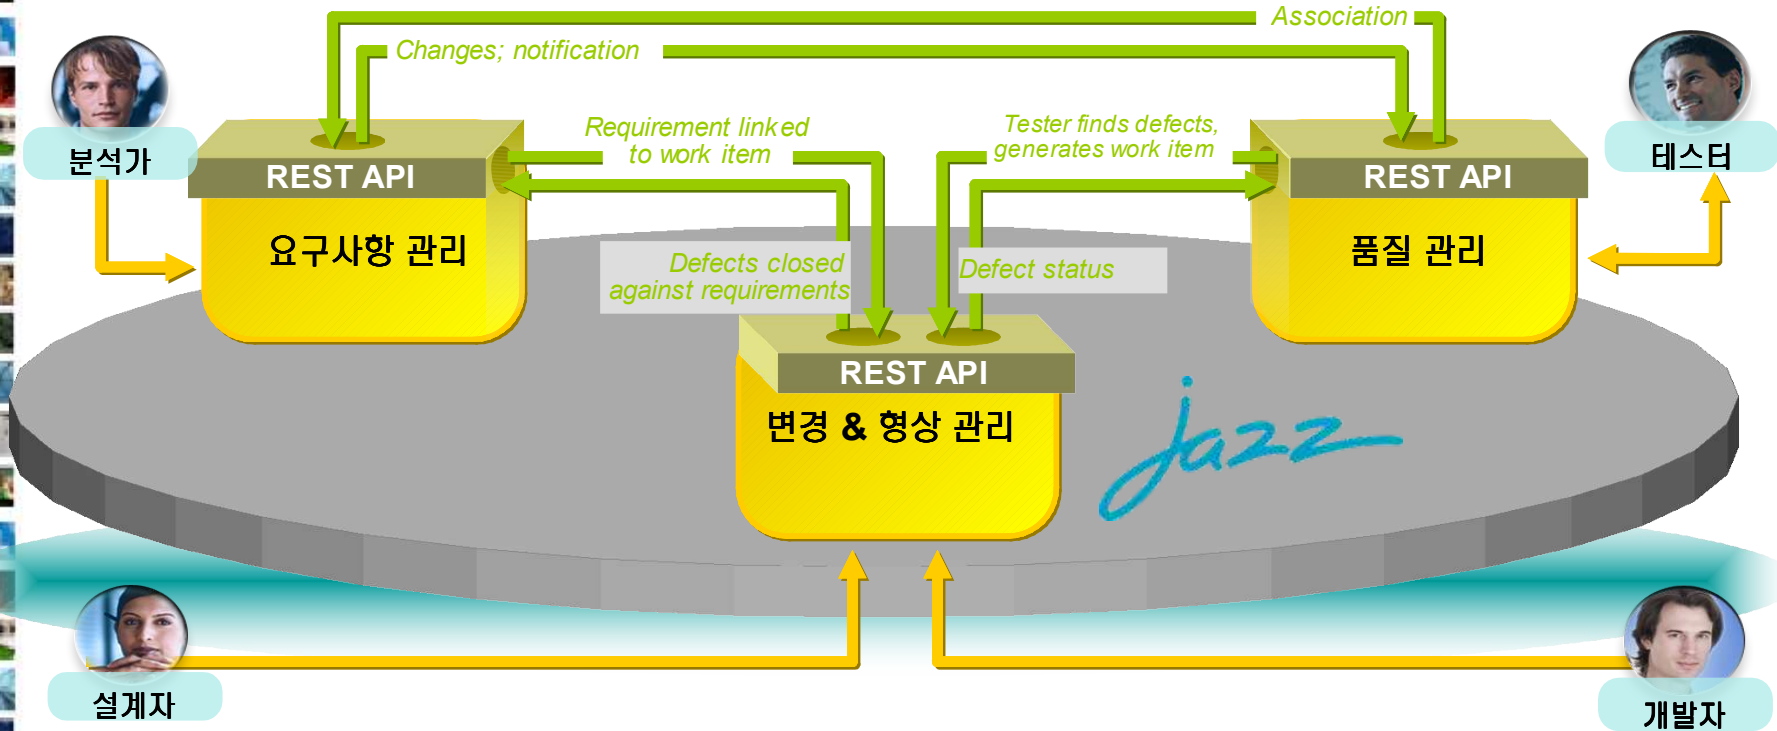 Association
Changes; notification
분석가
Requirement linked
to work item
Tester finds defects,
generates work item
테스터
REST API
요구사항 관리
REST API
품질 관리
Defects closed
against requirements
Defect status
REST API
변경 & 형상 관리
jazz
설계자
개발자